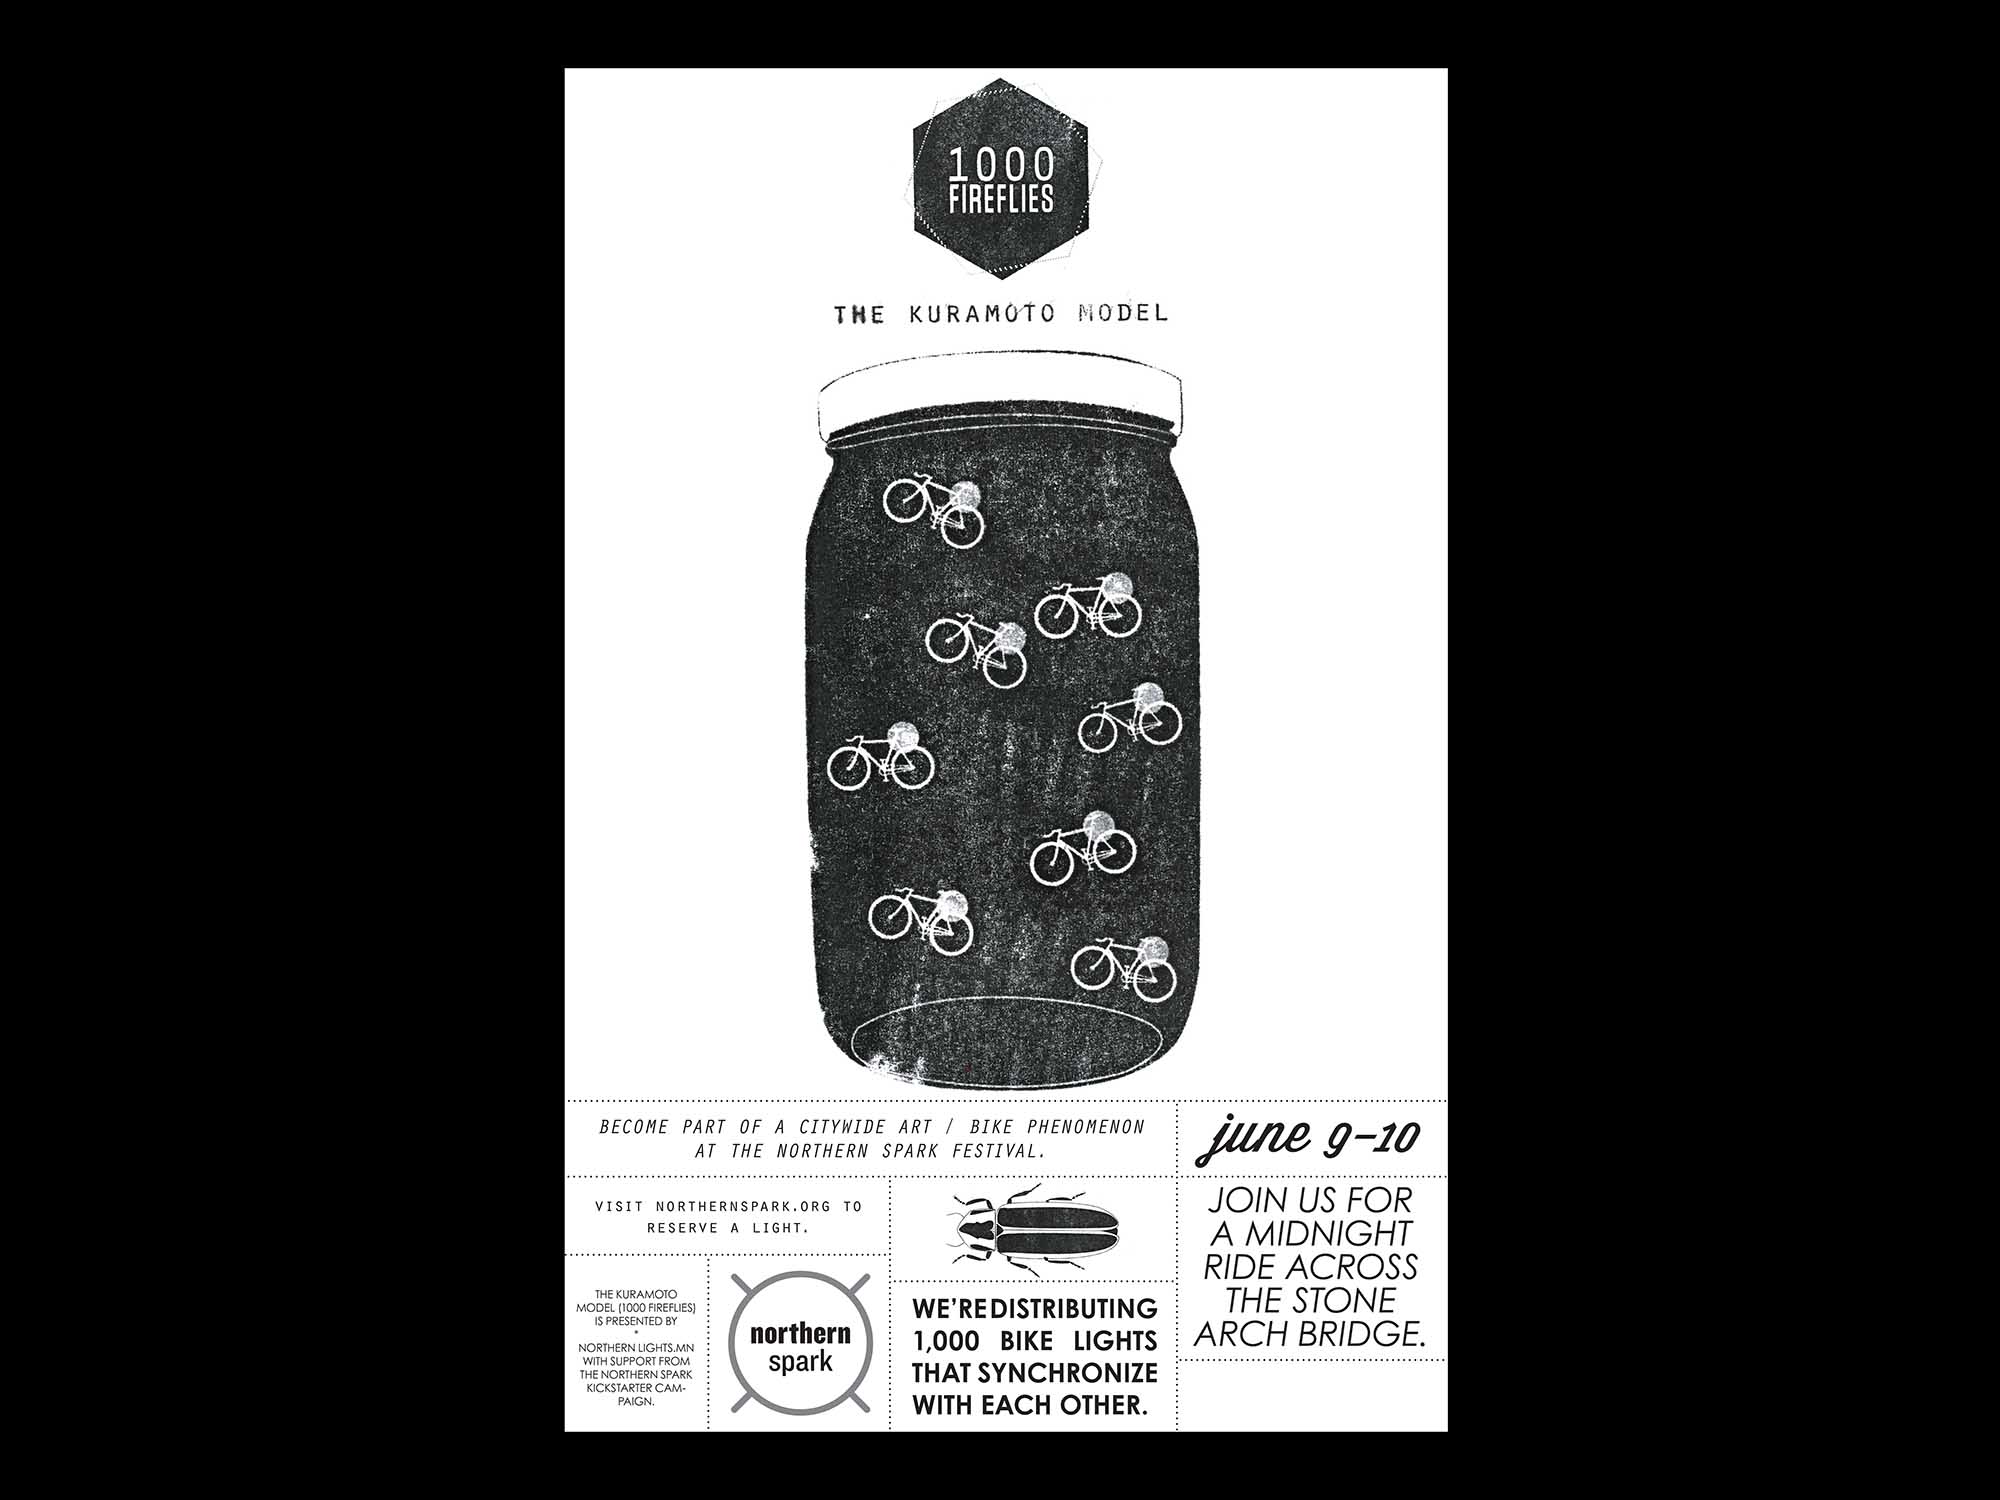 1000
FIREFLIES
THE KURAMOTO MODEL
BECOME PART OF A CITYWIDE ART / BIKE PHENOMENON
AT THE NORTHERN SPARK FESTIVAL.
june 9–10
VISIT NORTHERNSPARK.ORG TO
RESERVE A LIGHT.
JOIN US FOR
A MIDNIGHT
RIDE ACROSS
THE STONE
ARCH BRIDGE.
THE KURAMOTO
MODEL (1000 FIREFLIES)
IS PRESENTED BY
*
NORTHERN LIGHTS.MN
WITH SUPPORT FROM
THE NORTHERN SPARK
KICKSTARTER CAM-
PAIGN.
northern
spark
WE'RE DISTRIBUTING
1,000 BIKE LIGHTS
THAT SYNCHRONIZE
WITH EACH OTHER.